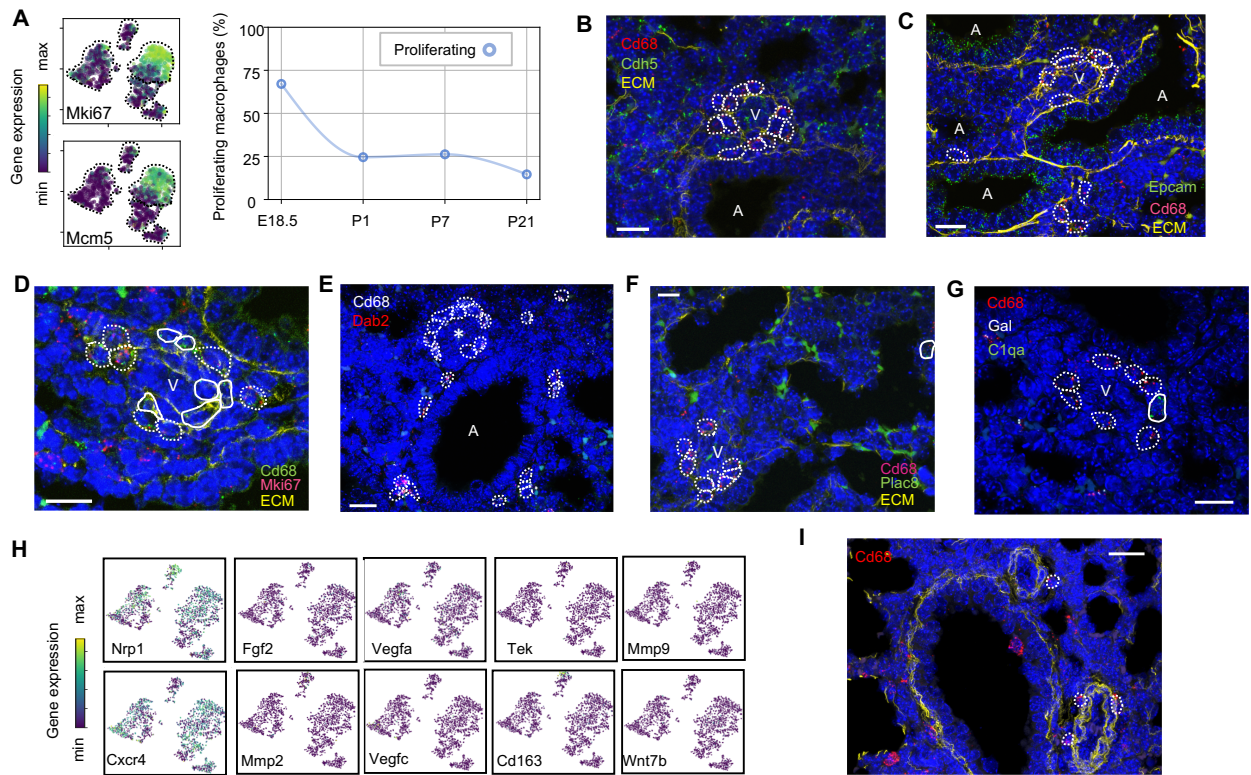 A
Gene expression
min
max
Mki67
Mcm5
Proliferating macrophages (%)
100
75
50
25
0
Proliferating
E18.5
P1
P7
P21
B
Cd68
Cdh5
ECM
V
A
C
A
V
A
A
A
Epcam
Cd68
ECM
D
V
Cd68
Mki67
ECM
E
Cd68
Dab2
*
A
F
V
Cd68
Plac8
ECM
G
Cd68
Gal
C1qa
V
H
Gene expression
min
max
Nrp1
Fgf2
Vegfa
Tek
Mmp9
Cxcr4
Mmp2
Vegfc
Cd163
Wnt7b
I
Cd68